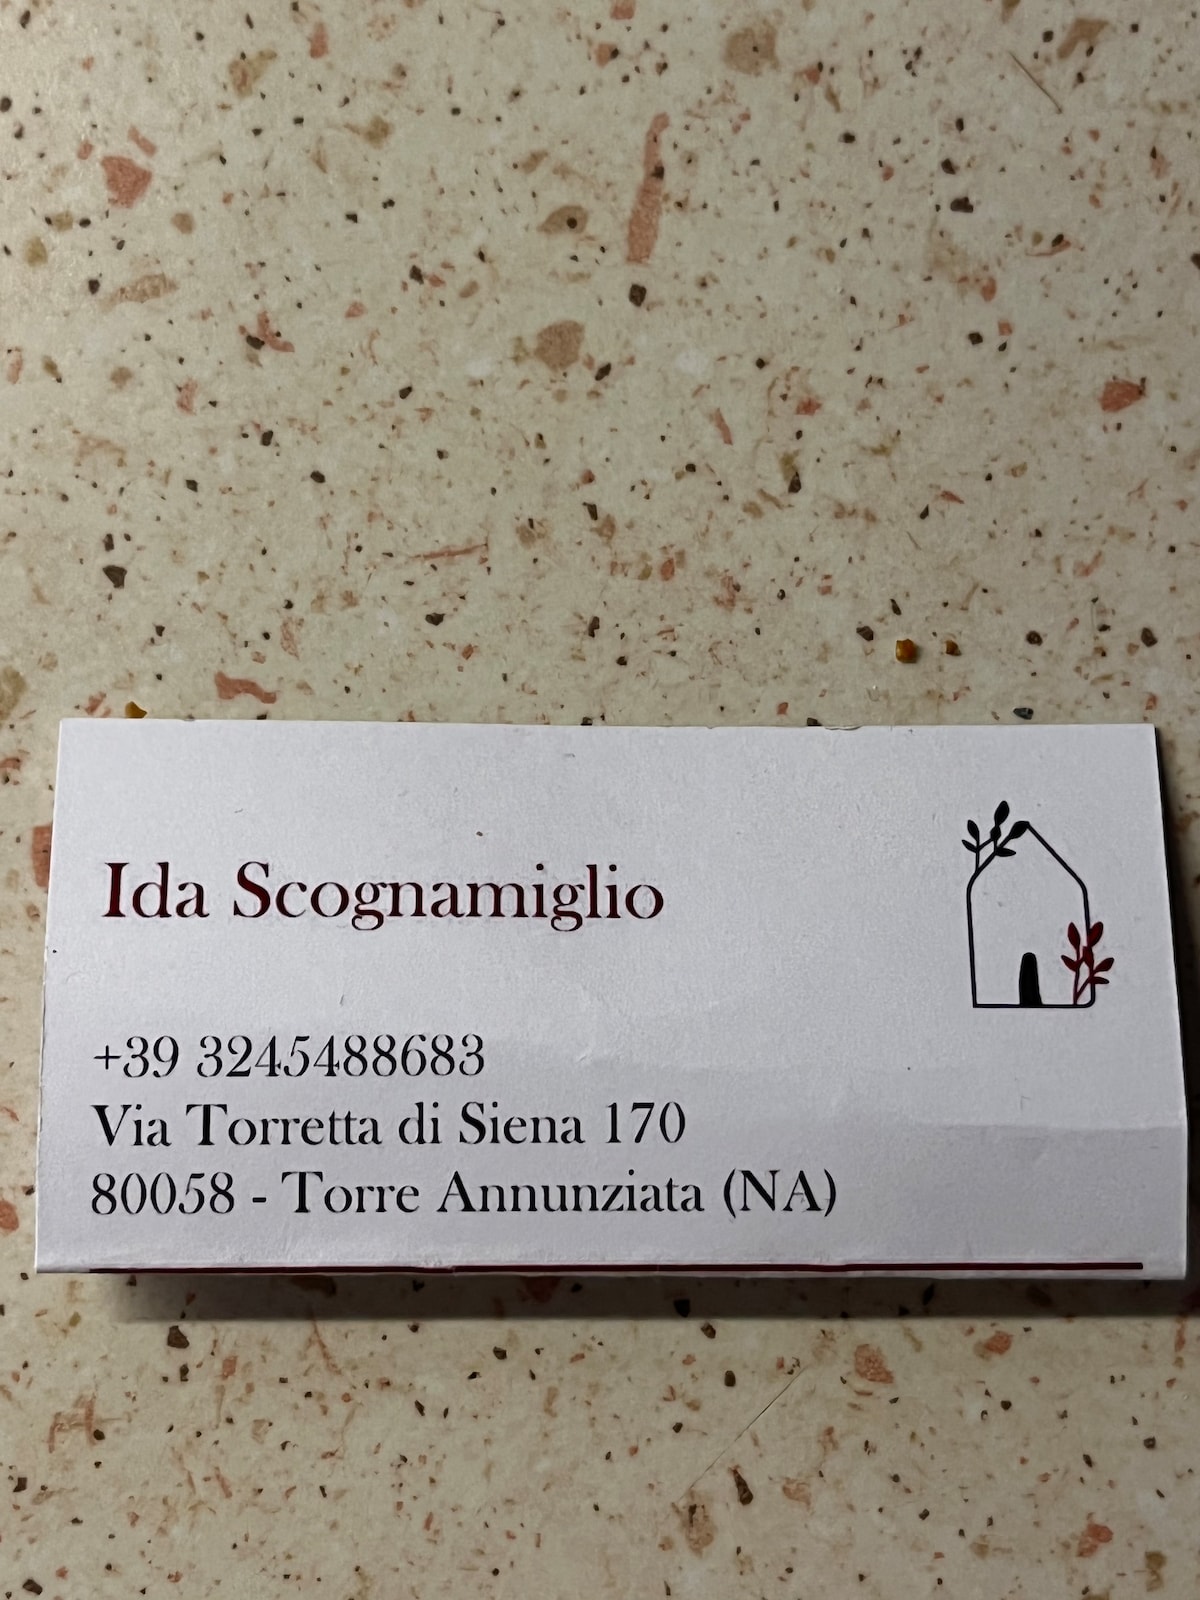 Ida Scognamiglio
+39 3245488683
Via Torretta di Siena 170
80058 - Torre Annunziata (NA)